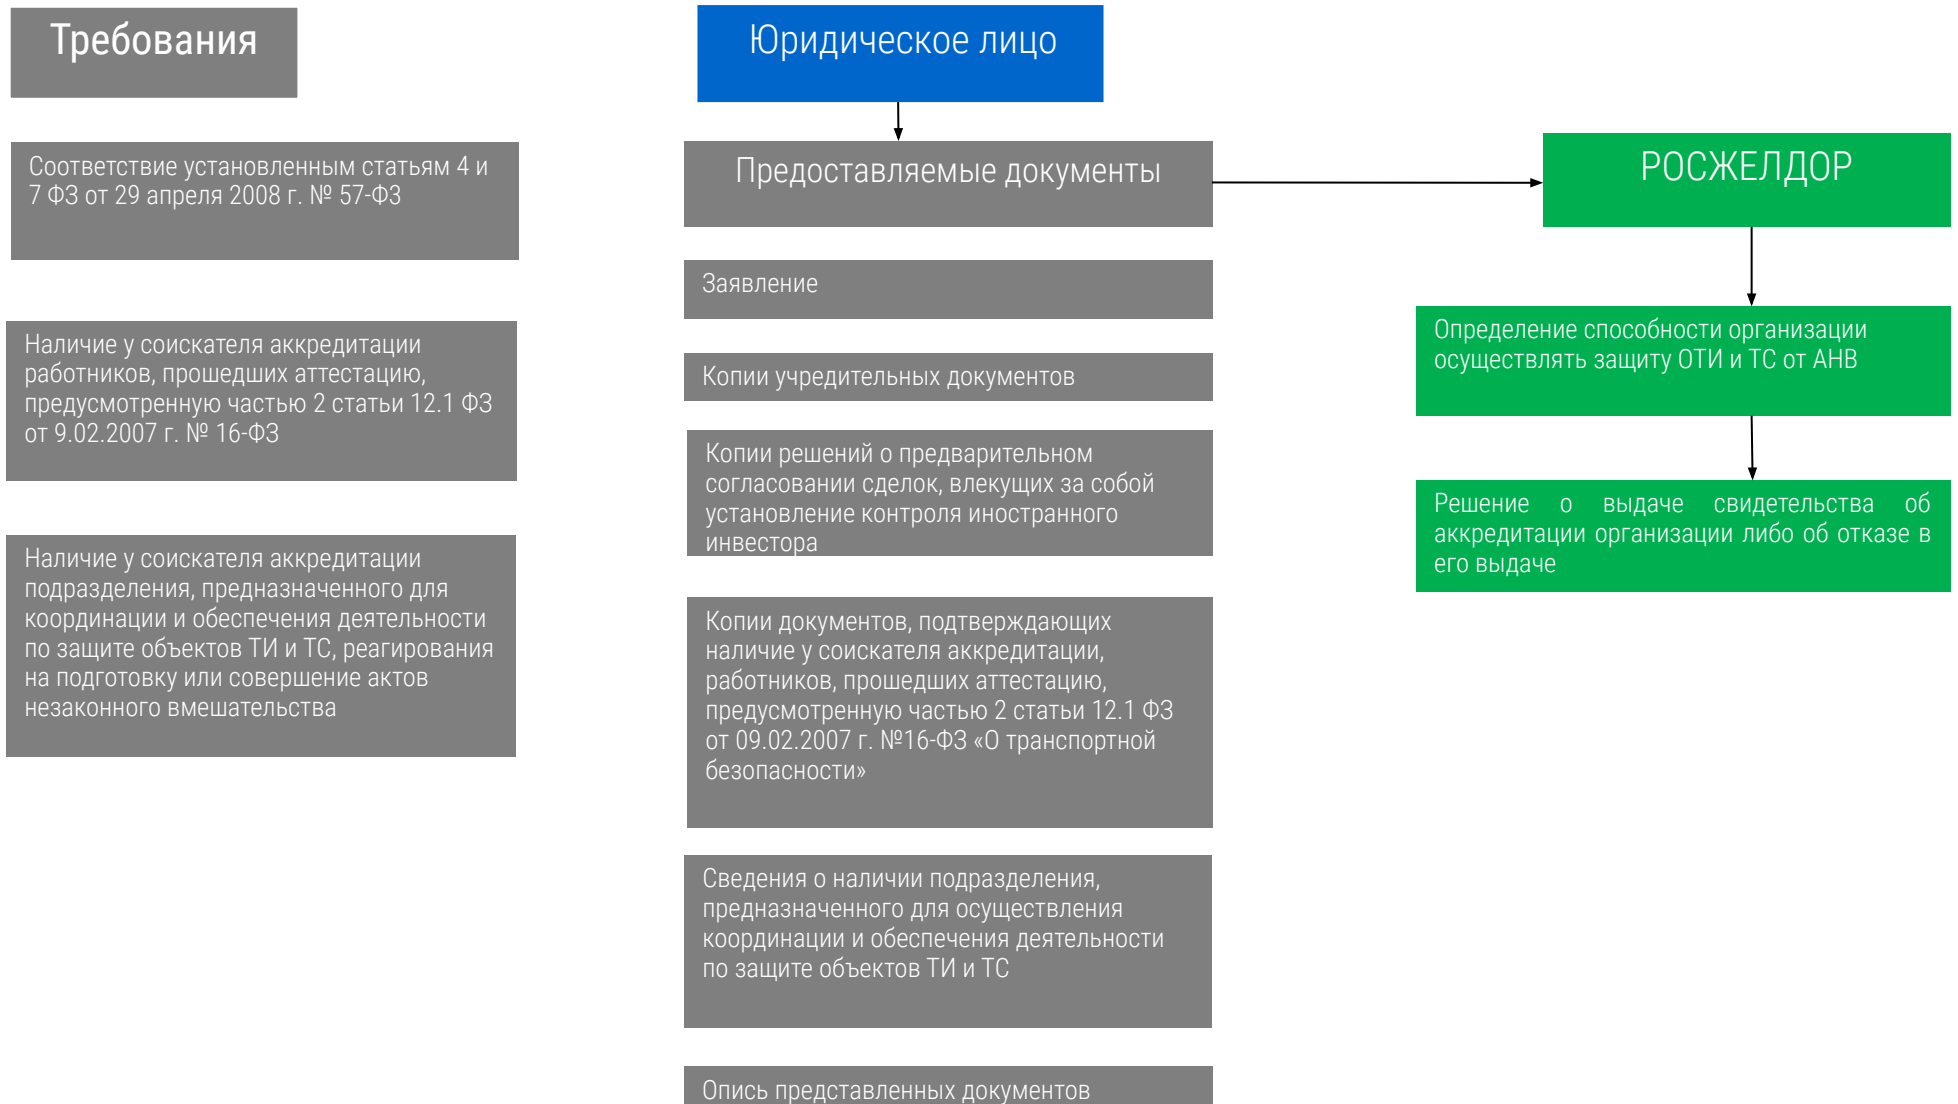 Требования
Соответствие установленным статьям 4 и
7 ФЗ от 29 апреля 2008 г. № 57-ФЗ
Наличие у соискателя аккредитации
работников, прошедших аттестацию,
предусмотренную частью 2 статьи 12.1 ФЗ
от 9.02.2007 г. № 16-ФЗ
Наличие у соискателя аккредитации
подразделения, предназначенного для
координации и обеспечения деятельности
по защите объектов ТИ и ТС, реагирования
на подготовку или совершение актов
незаконного вмешательства
Юридическое лицо
Предоставляемые документы
Заявление
Копии учредительных документов
Копии решений о предварительном
согласовании сделок, влекущих за собой
установление контроля иностранного
инвестора
Копии документов, подтверждающих
наличие у соискателя аккредитации,
работников, прошедших аттестацию,
предусмотренную частью 2 статьи 12.1 ФЗ
от 09.02.2007 г. №16-ФЗ «О транспортной
безопасности»
Сведения о наличии подразделения,
предназначенного для осуществления
координации и обеспечения деятельности
по защите объектов ТИ и ТС
Опись представленных документов
РОСЖЕЛДОР
Определение способности организации
осуществлять защиту ОТИ и ТС от АНВ
Решение о выдаче свидетельства об
аккредитации организации либо об отказе в
его выдаче